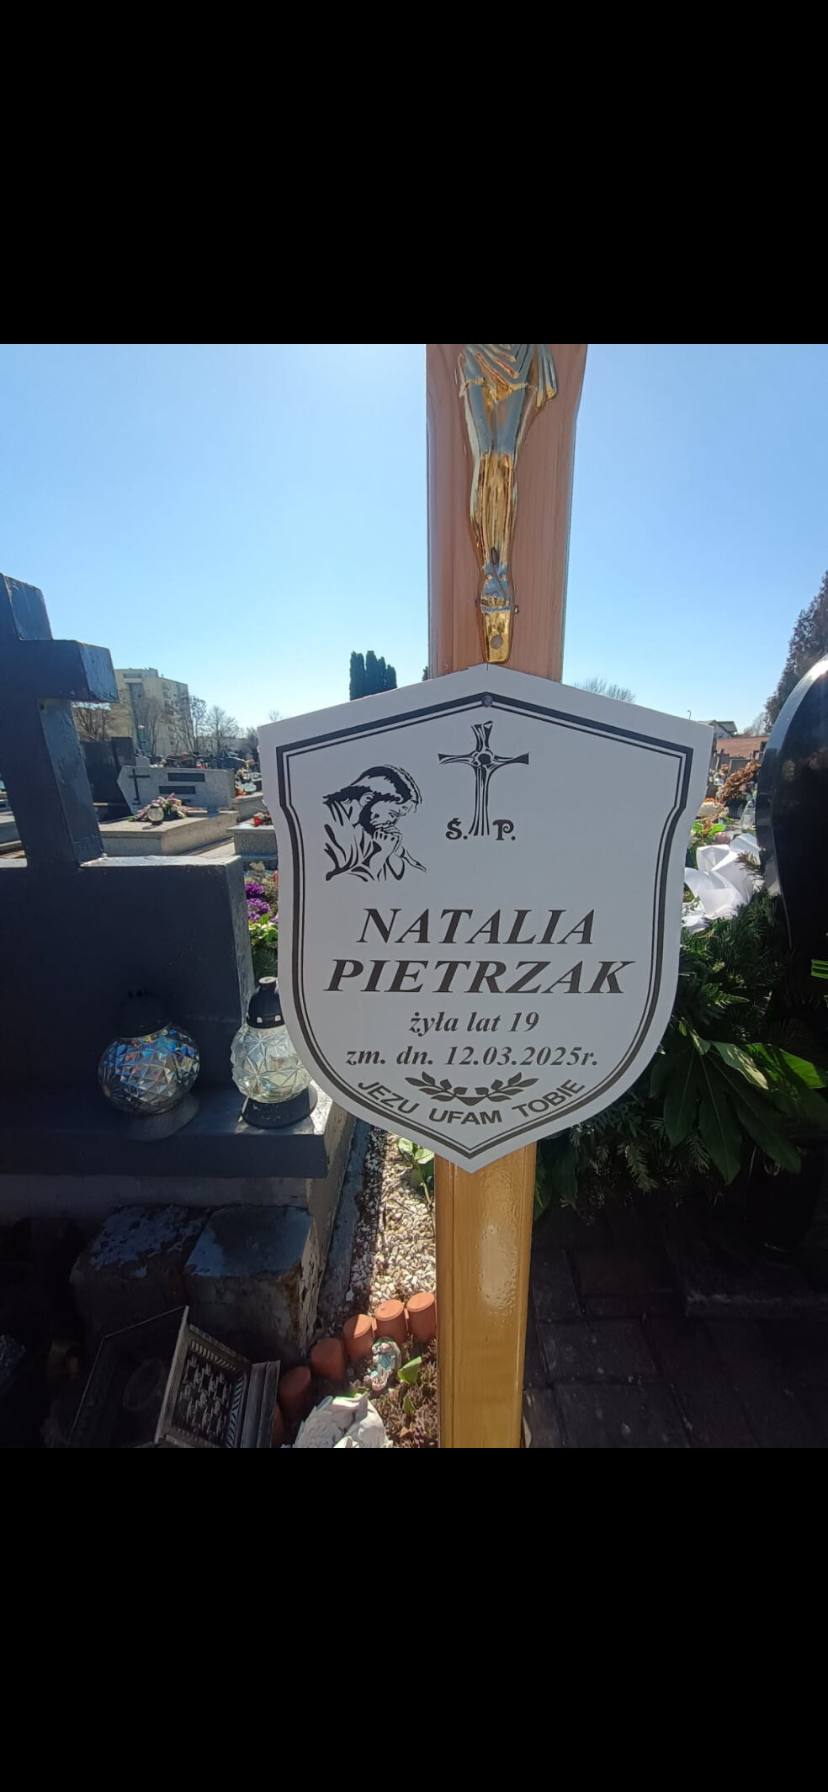 Ś. P.
NATALIA
PIETRZAK
żyła lat 19
zm. dn. 12.03.2025r.
JEZU UFAM TOBIE